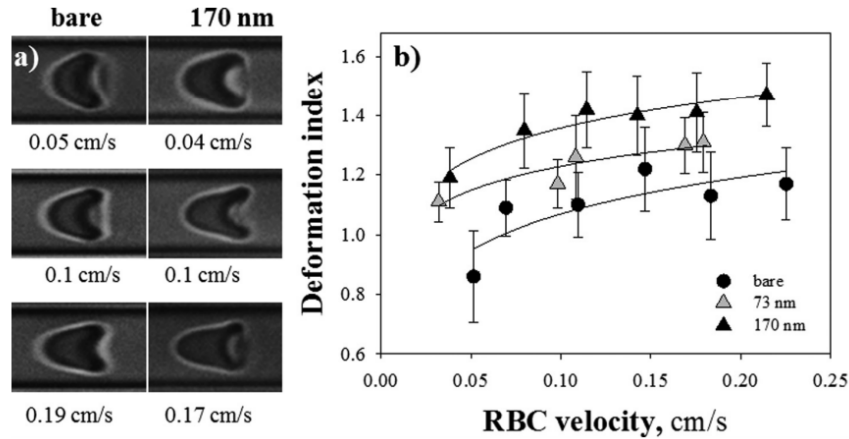 bare 170 nm
a)
0.05 cm/s 0.04 cm/s
0.1 cm/s 0.1 cm/s
0.19 cm/s 0.17 cm/s
b)
Deformation index
1.6
1.4
1.2
1.0
0.8
0.6
bare
73 nm
170 nm
0.00 0.05 0.10 0.15 0.20 0.25
RBC velocity, cm/s